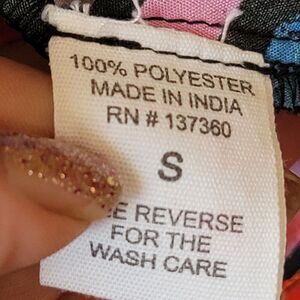 100% POLYESTER
MADE IN INDIA
RN # 137360
S
REVERSE
FOR THE
WASH CARE